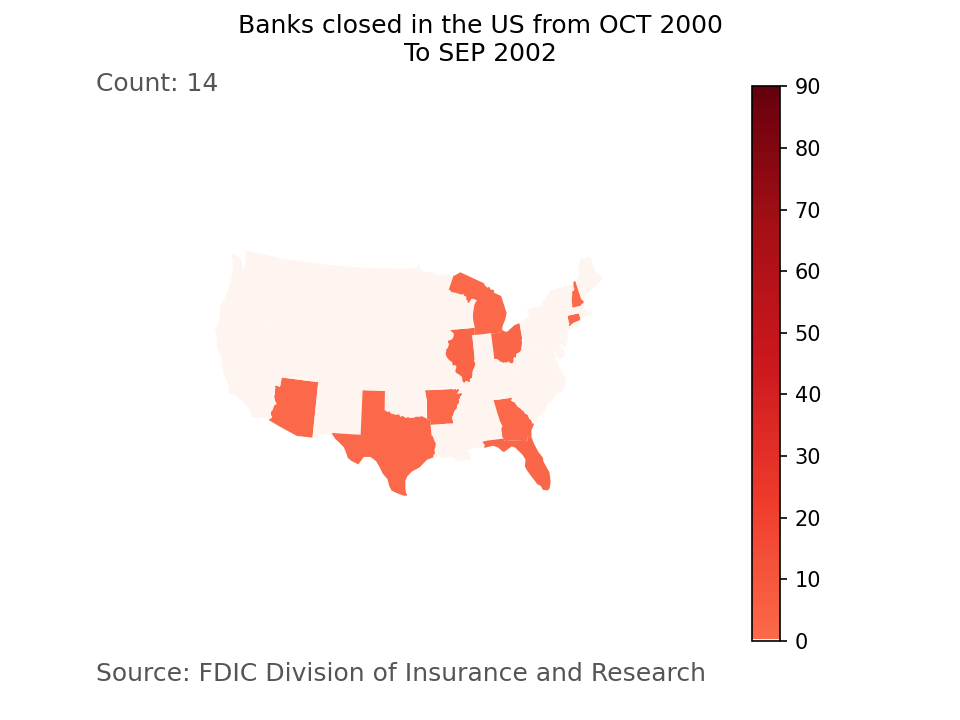 Banks closed in the US from OCT 2000
To SEP 2002
Count: 14
90
80
70
60
50
40
30
20
10
0
Source: FDIC Division of Insurance and Research